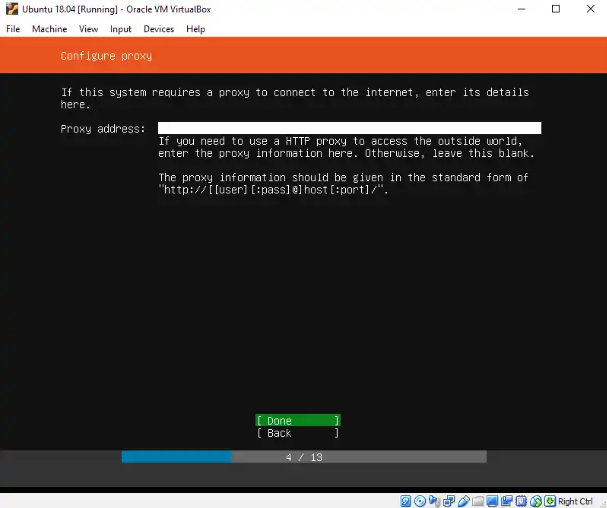 Ubuntu 18.04 [Running] - Oracle VM VirtualBox
File Machine View Input Devices Help
Configure proxy
If this system requires a proxy to connect to the internet, enter its details
here.
Proxy address:
If you need to use a HTTP proxy to access the outside world,
enter the proxy information here. Otherwise, leave this blank.
The proxy information should be given in the standard form of
"http://[[user][:pass]@]host[:port]/".
[ Done ]
[ Back ]
4 / 13
Right Ctrl